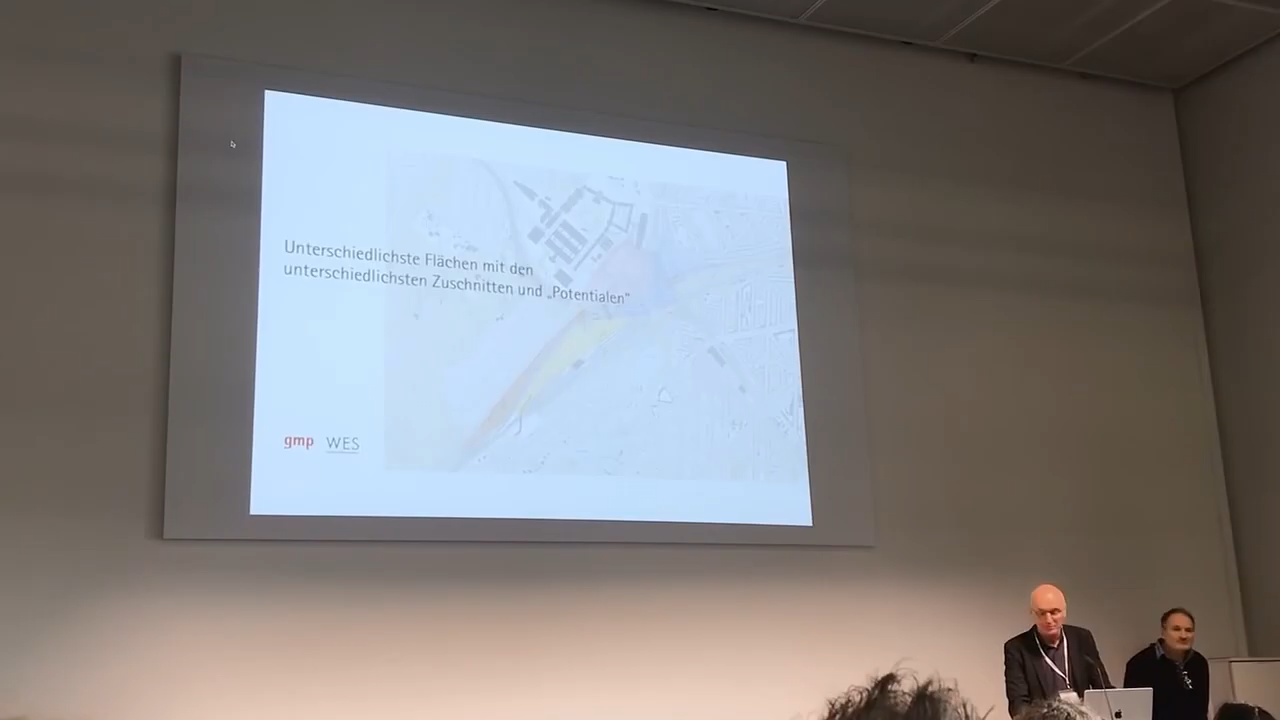 Unterschiedlichste Flächen mit den
unterschiedlichsten Zuschnitten und „Potentialen“
gmp WES